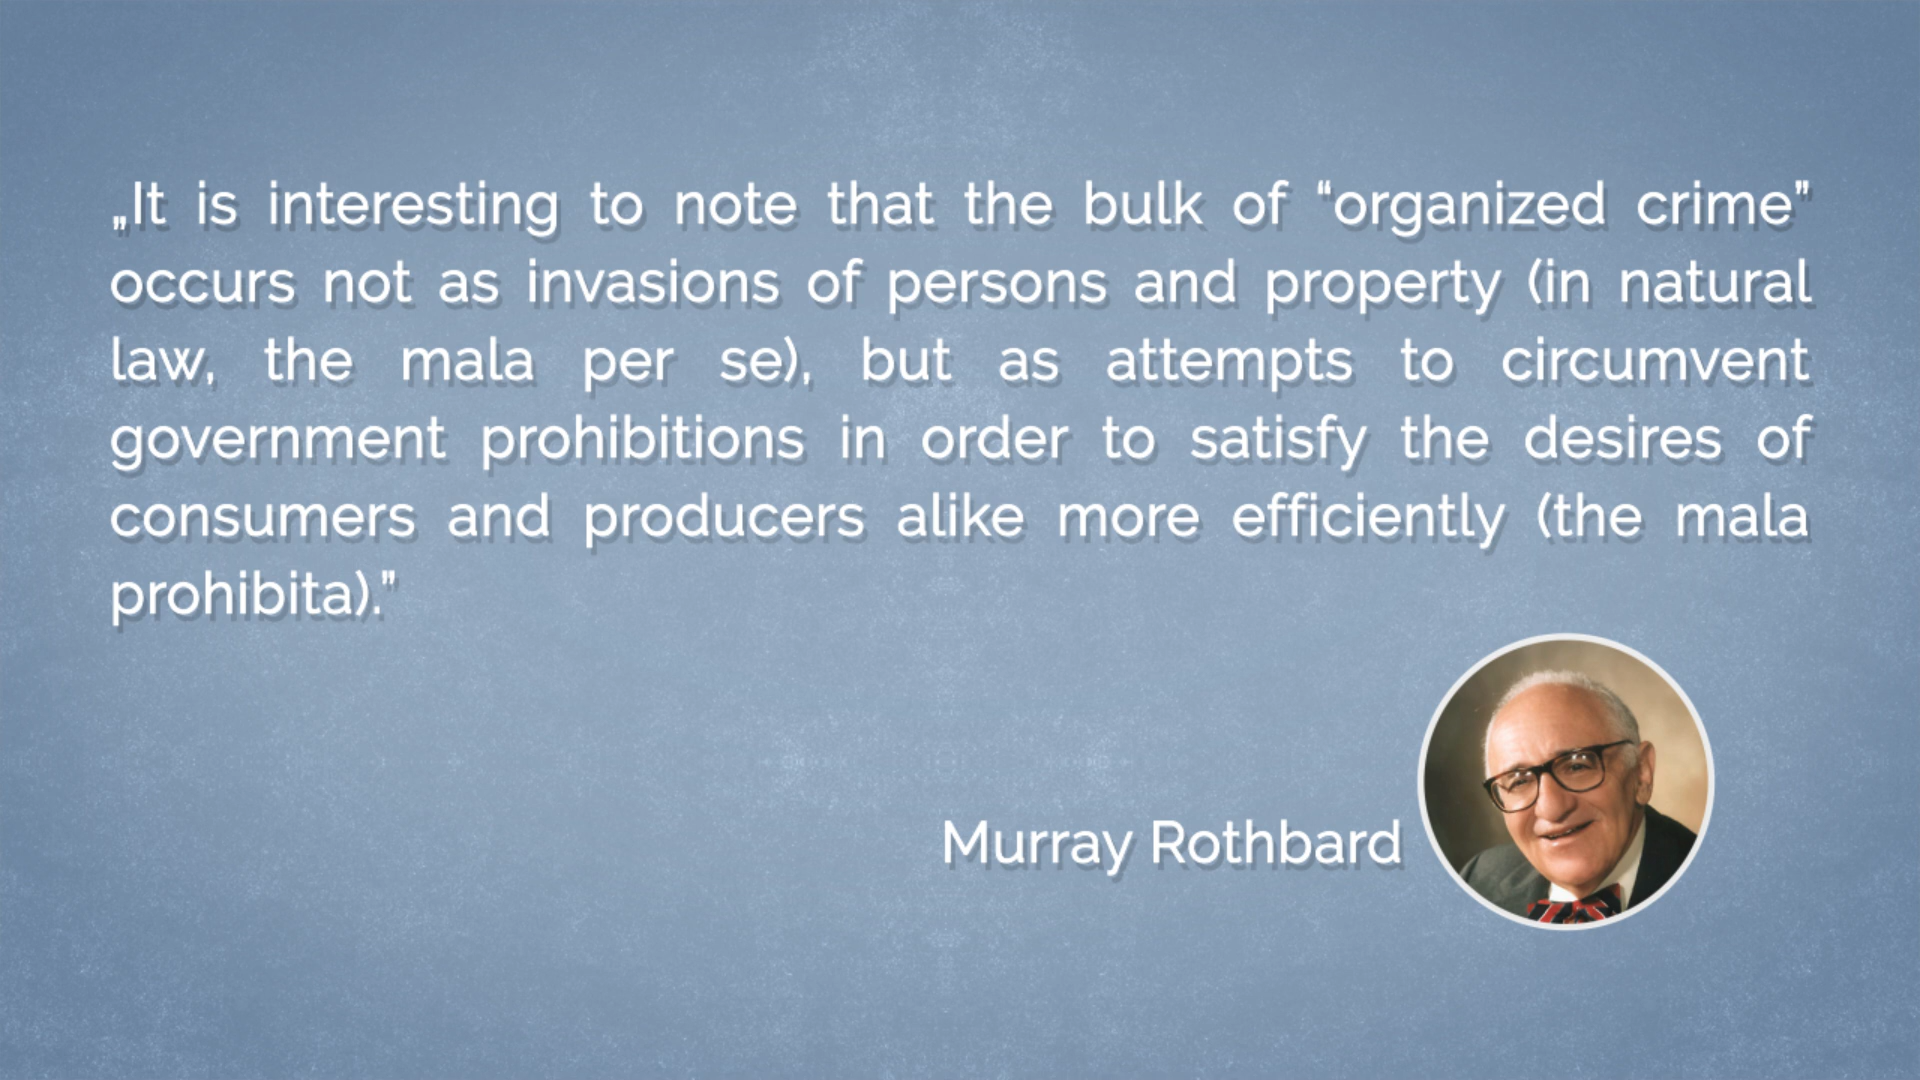 „It is interesting to note that the bulk of “organized crime”
occurs not as invasions of persons and property (in natural
law, the mala per se), but as attempts to circumvent
government prohibitions in order to satisfy the desires of
consumers and producers alike more efficiently (the mala
prohibita).”
Murray Rothbard